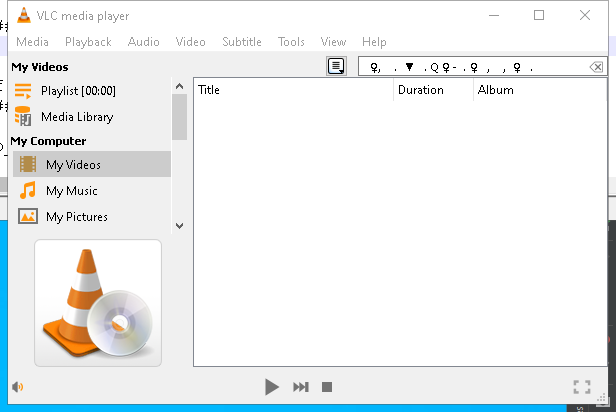 VLC media player
Media Playback Audio Video Subtitle Tools View Help
My Videos
♀, . ▼ .Q♀- .♀ , , ♀ .
Playlist [00:00]
Title Duration Album
Media Library
My Computer
My Videos
My Music
My Pictures